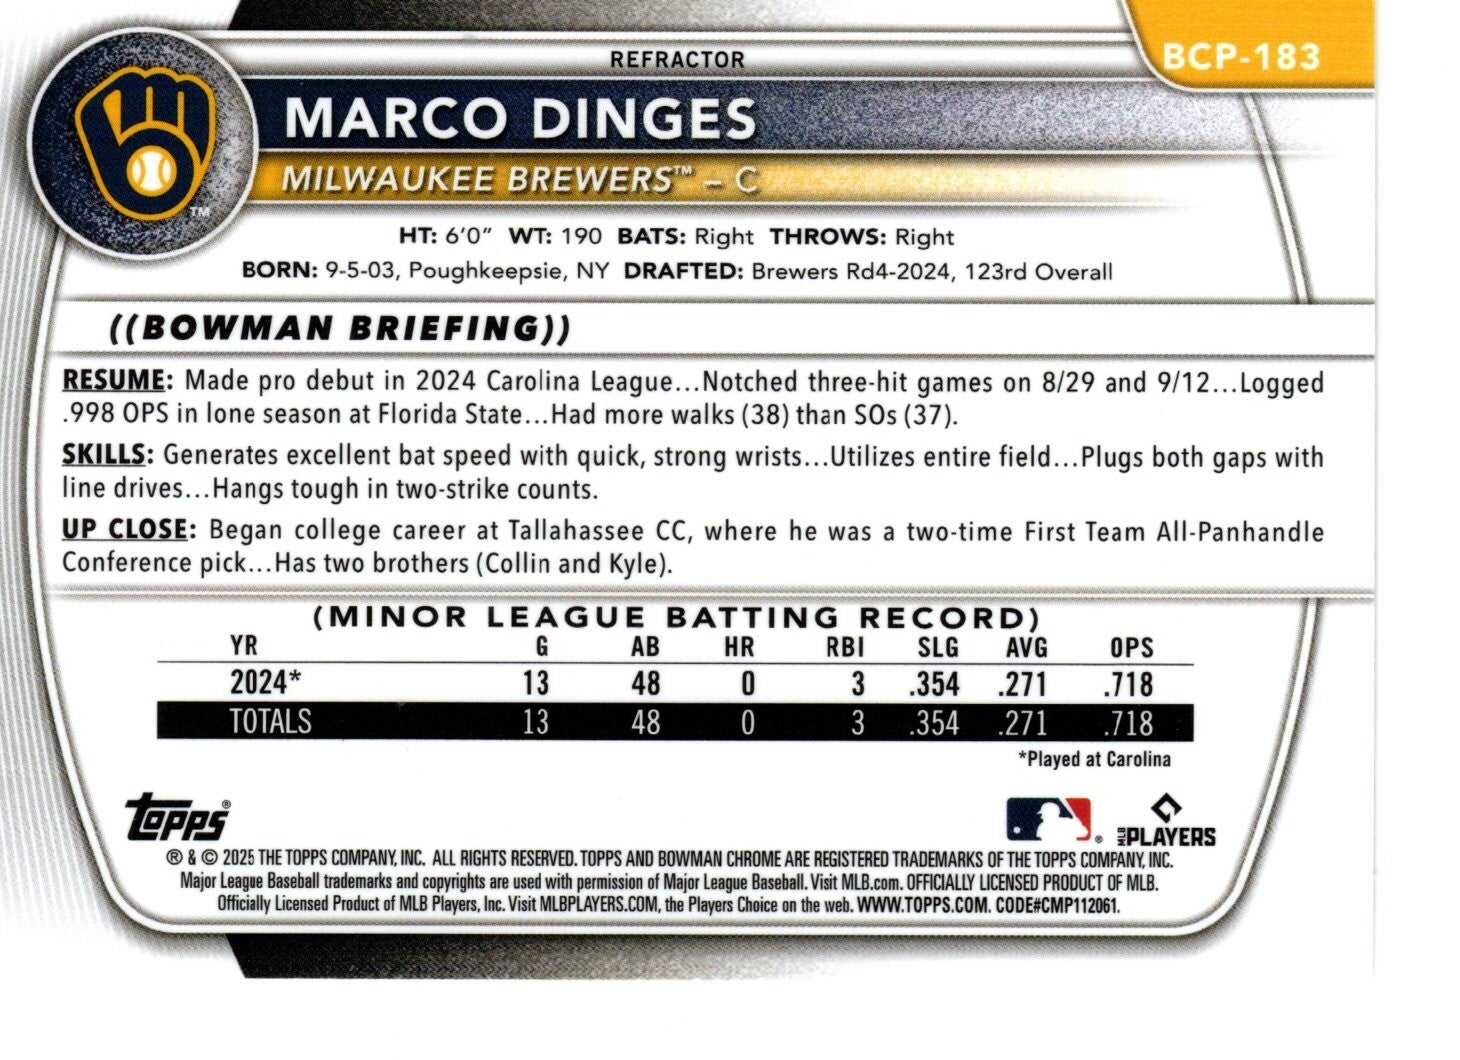 BCP-183
REFRACTOR
MARCO DINGES
MILWAUKEE BREWERS™ – C
TM
HT: 6'0" WT: 190 BATS: Right THROWS: Right
BORN: 9-5-03, Poughkeepsie, NY DRAFTED: Brewers Rd4-2024, 123rd Overall
((BOWMAN BRIEFING))
RESUME: Made pro debut in 2024 Carolina League...Notched three-hit games on 8/29 and 9/12...Logged
.998 OPS in lone season at Florida State...Had more walks (38) than SOs (37).
SKILLS: Generates excellent bat speed with quick, strong wrists...Utilizes entire field...Plugs both gaps with
line drives...Hangs tough in two-strike counts.
UP CLOSE: Began college career at Tallahassee CC, where he was a two-time First Team All-Panhandle
Conference pick...Has two brothers (Collin and Kyle).
(MINOR LEAGUE BATTING RECORD)
YR G AB HR RBI SLG AVG OPS
2024* 13 48 0 3 .354 .271 .718
TOTALS 13 48 0 3 .354 .271 .718
*Played at Carolina
Topps®
® MLB PLAYERS
® & © 2025 THE TOPPS COMPANY, INC. ALL RIGHTS RESERVED. TOPPS AND BOWMAN CHROME ARE REGISTERED TRADEMARKS OF THE TOPPS COMPANY, INC.
Major League Baseball trademarks and copyrights are used with permission of Major League Baseball. Visit MLB.com. OFFICIALLY LICENSED PRODUCT OF MLB.
Officially Licensed Product of MLB Players, Inc. Visit MLBPLAYERS.COM, the Players Choice on the web. WWW.TOPPS.COM. CODE#CMP112061.